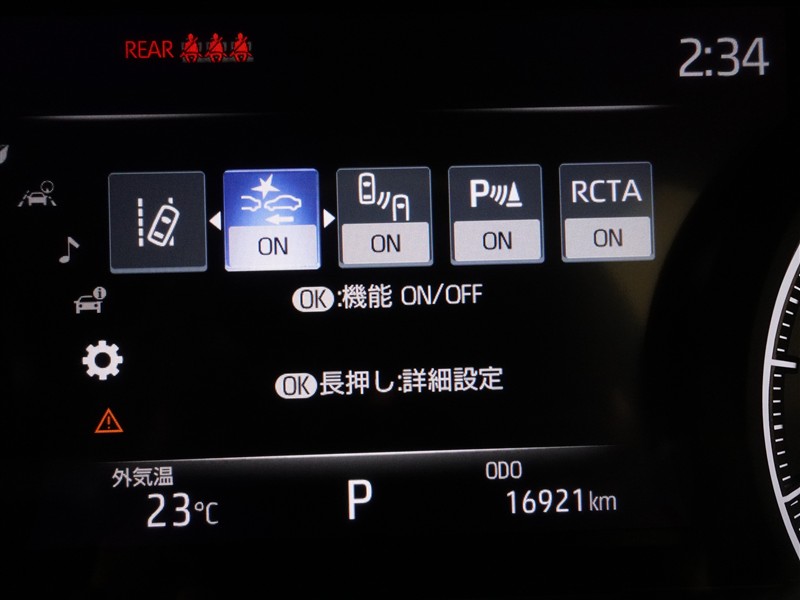 REAR
2:34
ON ON P ON RCTA ON
OK:機能 ON/OFF
OK長押し:詳細設定
外気温
23℃
P
ODO
16921km